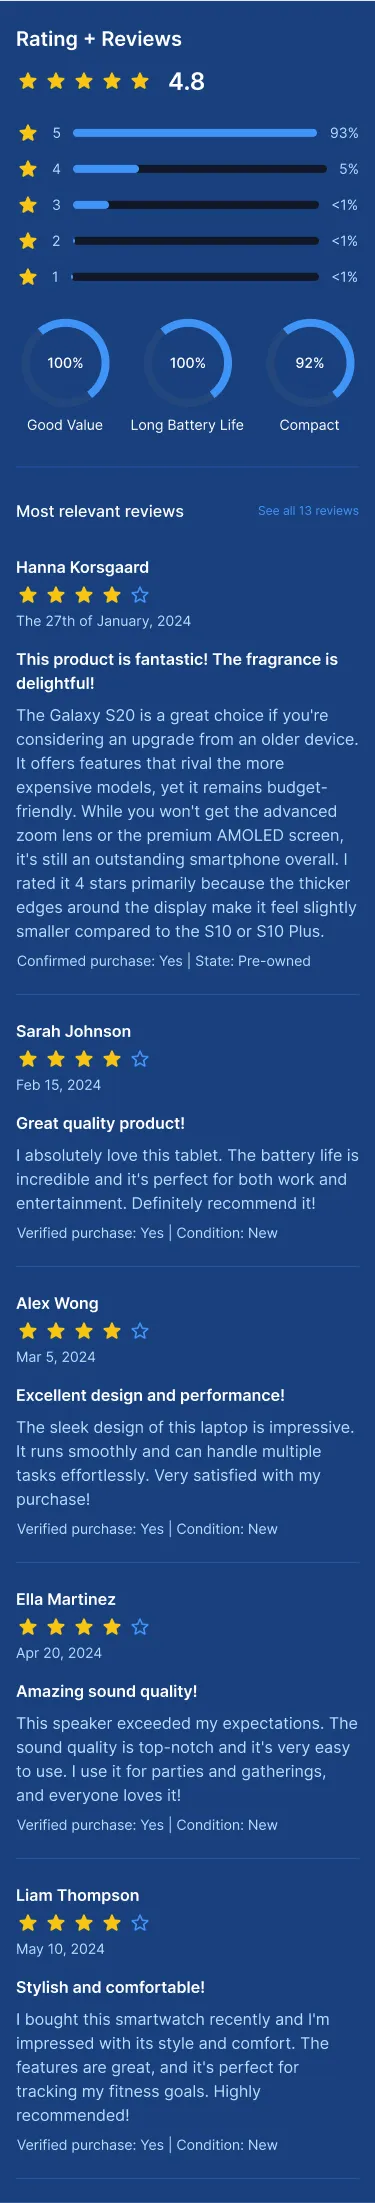 Rating + Reviews
4.8
5 93%
4 5%
3 <1%
2 <1%
1 <1%
100% 100% 92%
Good Value Long Battery Life Compact
Most relevant reviews See all 13 reviews
Hanna Korsgaard
The 27th of January, 2024
This product is fantastic! The fragrance is
delightful!
The Galaxy S20 is a great choice if you're
considering an upgrade from an older device.
It offers features that rival the more
expensive models, yet it remains budget-
friendly. While you won't get the advanced
zoom lens or the premium AMOLED screen,
it's still an outstanding smartphone overall. I
rated it 4 stars primarily because the thicker
edges around the display make it feel slightly
smaller compared to the S10 or S10 Plus.
Confirmed purchase: Yes | State: Pre-owned
Sarah Johnson
Feb 15, 2024
Great quality product!
I absolutely love this tablet. The battery life is
incredible and it's perfect for both work and
entertainment. Definitely recommend it!
Verified purchase: Yes | Condition: New
Alex Wong
Mar 5, 2024
Excellent design and performance!
The sleek design of this laptop is impressive.
It runs smoothly and can handle multiple
tasks effortlessly. Very satisfied with my
purchase!
Verified purchase: Yes | Condition: New
Ella Martinez
Apr 20, 2024
Amazing sound quality!
This speaker exceeded my expectations. The
sound quality is top-notch and it's very easy
to use. I use it for parties and gatherings,
and everyone loves it!
Verified purchase: Yes | Condition: New
Liam Thompson
May 10, 2024
Stylish and comfortable!
I bought this smartwatch recently and I'm
impressed with its style and comfort. The
features are great, and it's perfect for
tracking my fitness goals. Highly
recommended!
Verified purchase: Yes | Condition: New